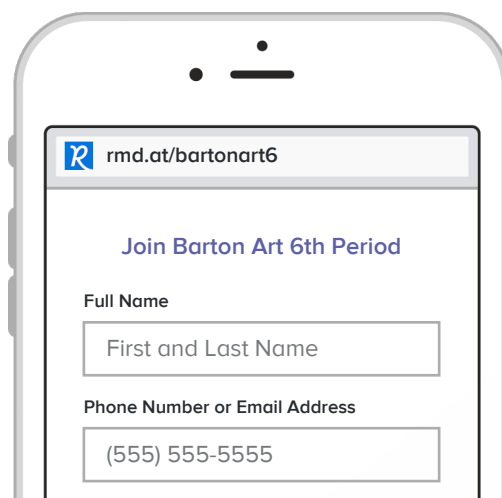 rmd.at/bartonart6
Join Barton Art 6th Period
Full Name
First and Last Name
Phone Number or Email Address
(555) 555-5555